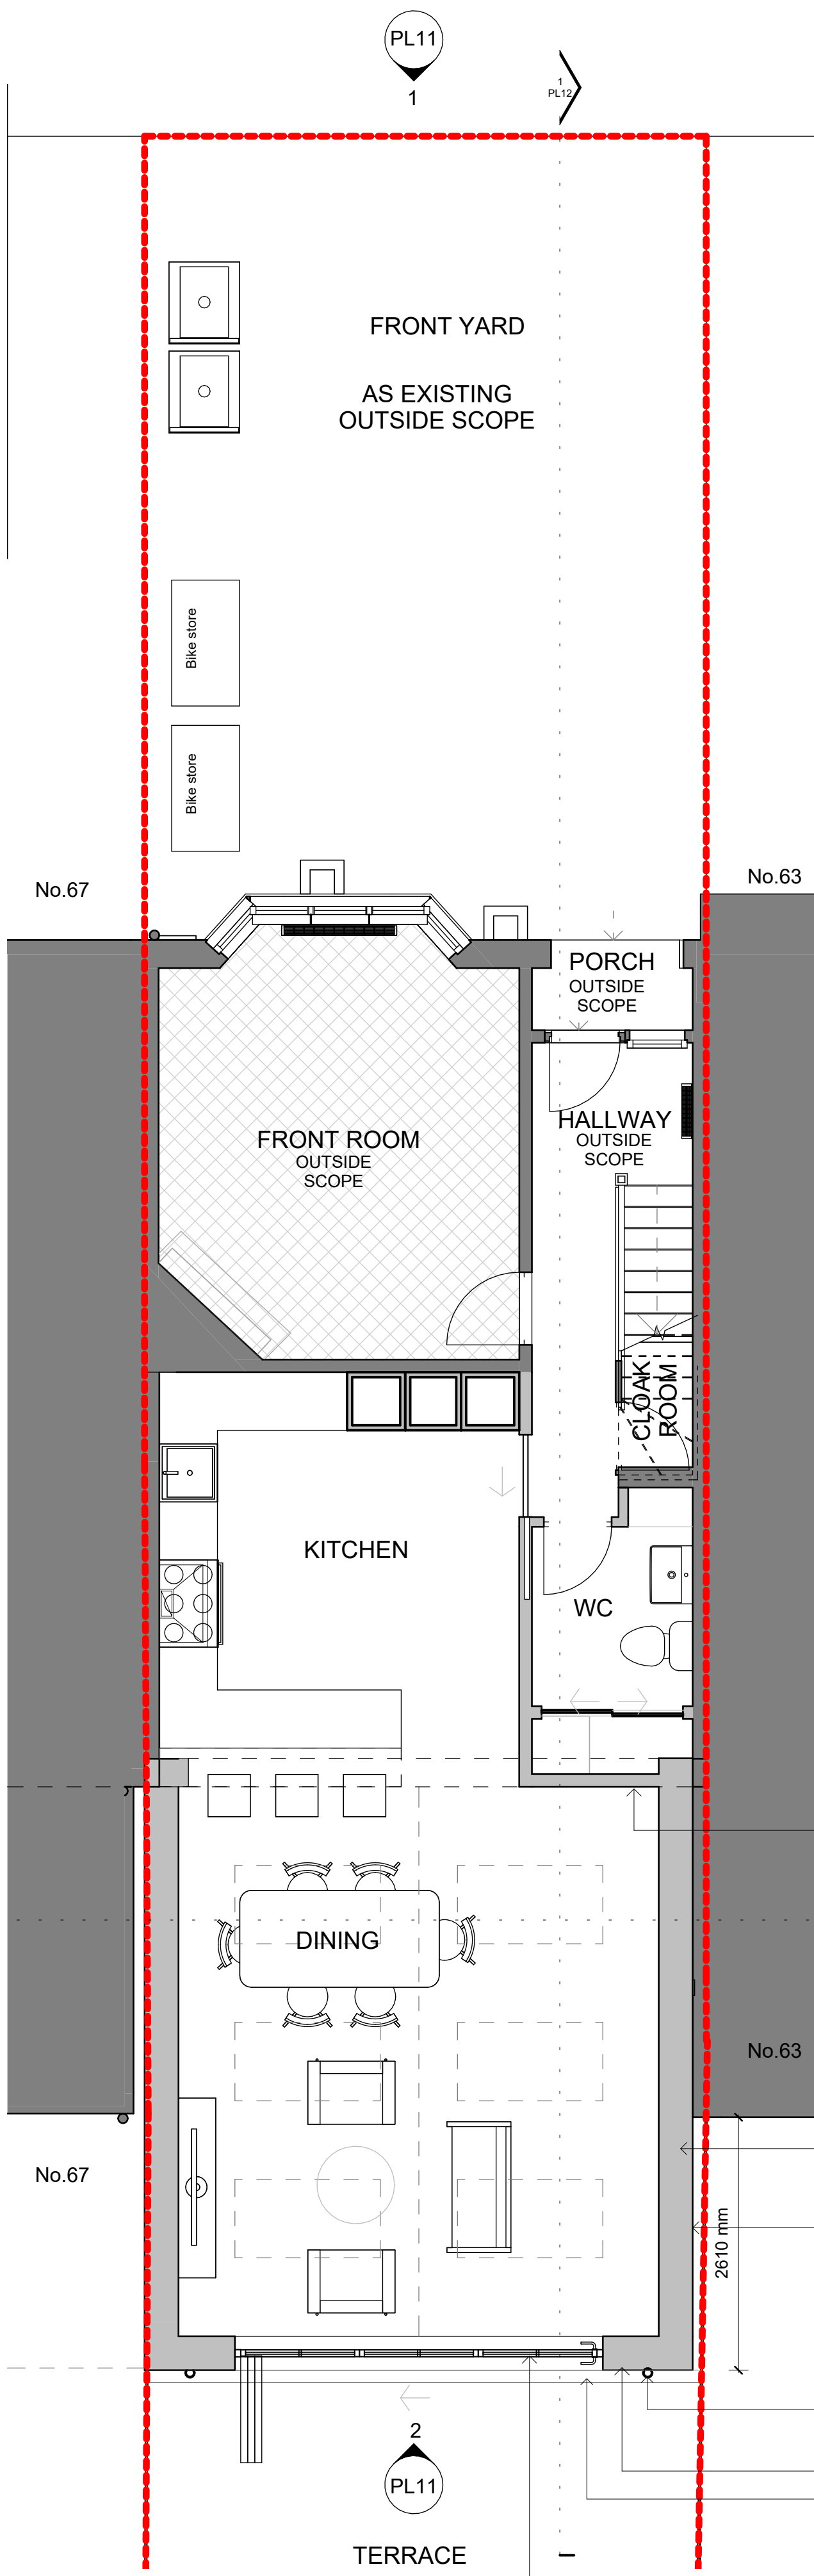 PL11
1
1
PL12
FRONT YARD
AS EXISTING
OUTSIDE SCOPE
Bike store
Bike store
No.67
No.63
PORCH
OUTSIDE
SCOPE
HALLWAY
OUTSIDE
SCOPE
FRONT ROOM
OUTSIDE
SCOPE
CLOAK
ROOM
KITCHEN
WC
DINING
No.63
No.67
2610 mm
2
PL11
TERRACE